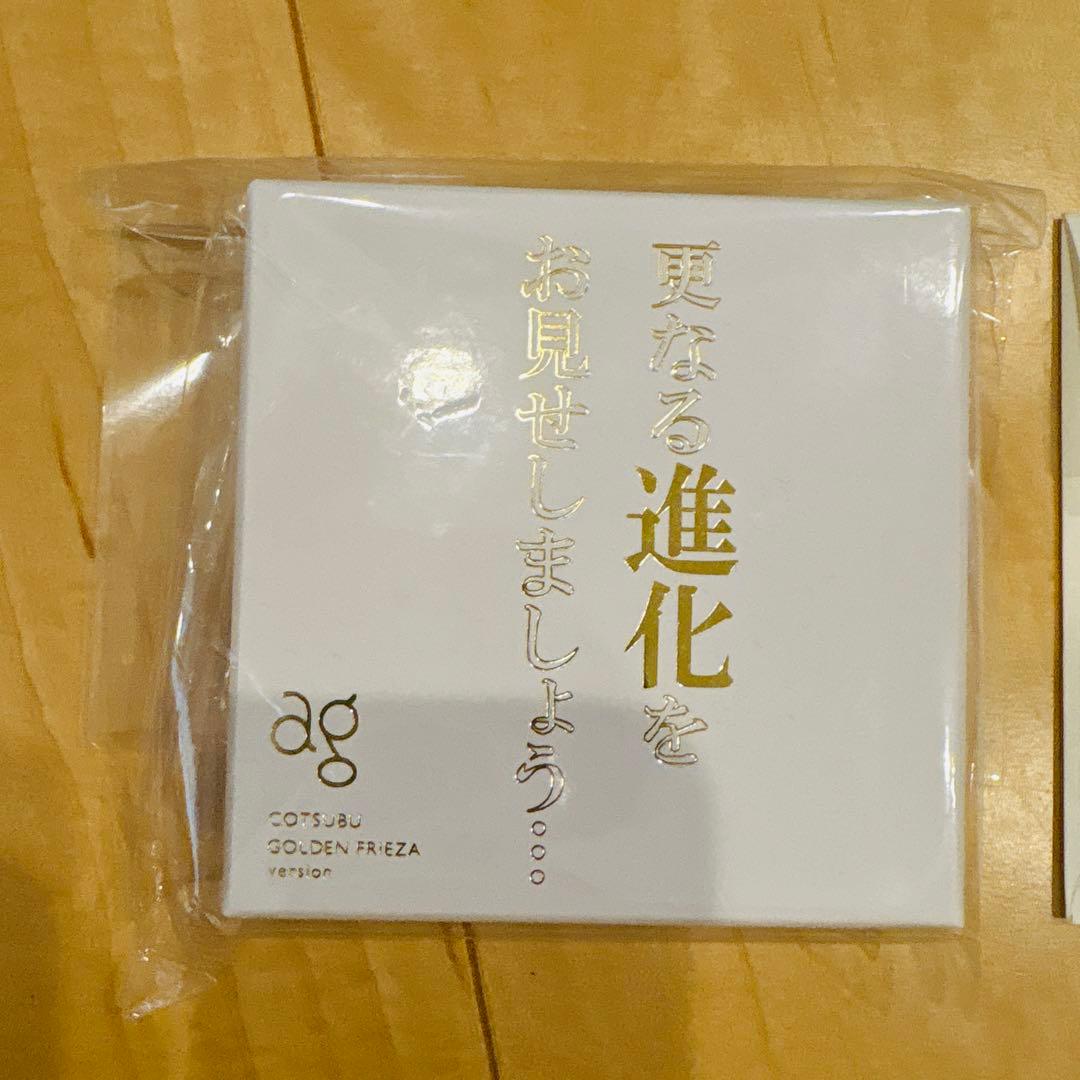 更なる進化を
お見せしましょう...
ag
COTSUBU
GOLDEN FRIEZA
version